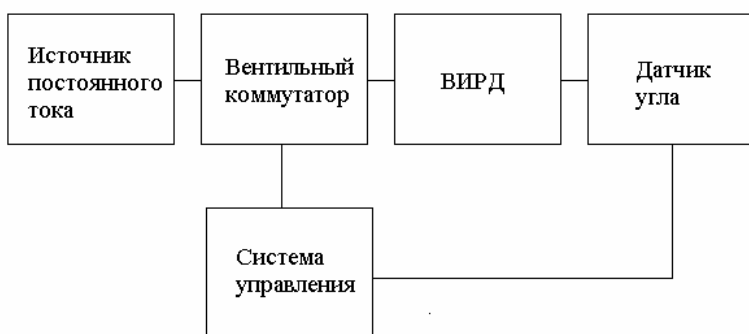 Источник
постоянного
тока
Вентильный
коммутатор
ВИРД
Датчик
угла
Система
управления